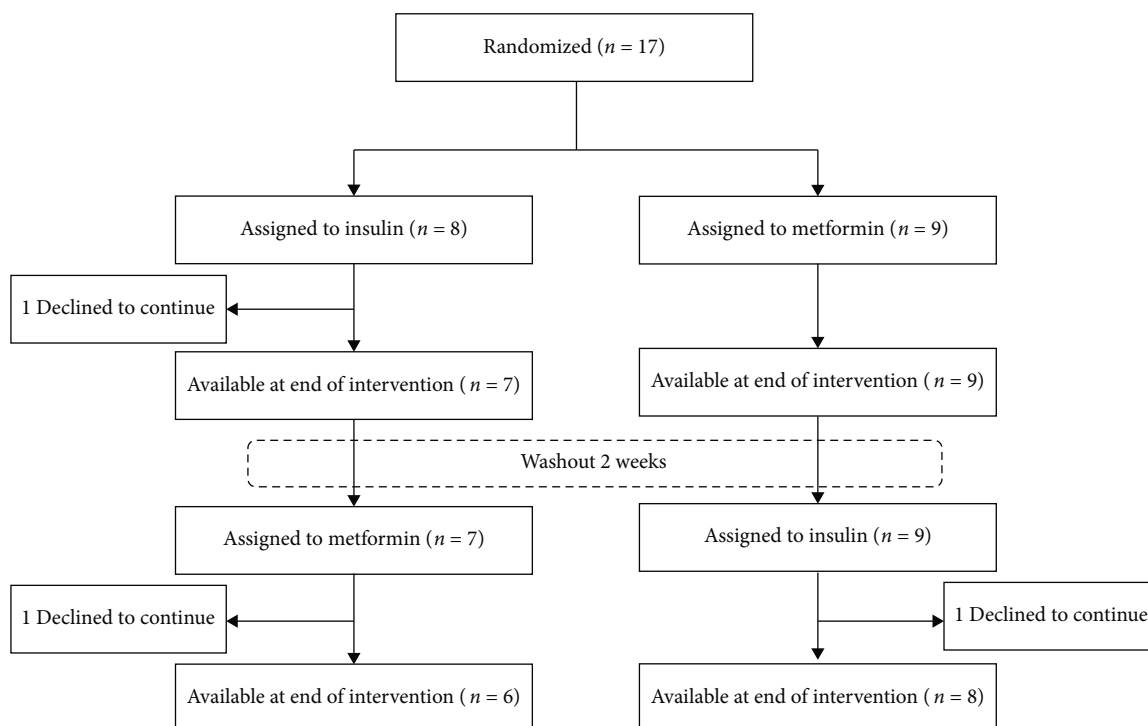 Randomized (n = 17)
Assigned to insulin (n = 8)
Assigned to metformin (n = 9)
1 Declined to continue
Available at end of intervention ( n = 7)
Available at end of intervention ( n = 9)
Washout 2 weeks
Assigned to metformin (n = 7)
Assigned to insulin (n = 9)
1 Declined to continue
1 Declined to continue
Available at end of intervention ( n = 6)
Available at end of intervention ( n = 8)